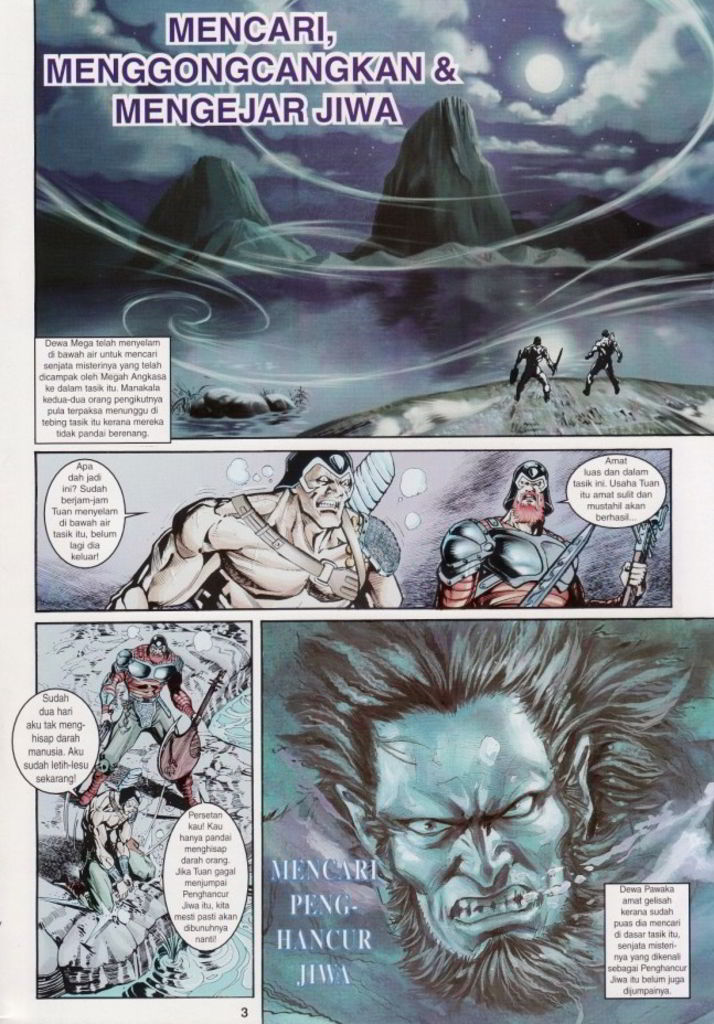 MENCARI,
MENGGONGCANGKAN &
MENGEJAR JIWA
Dewa Mega telah menyelam
di bawah air untuk mencari
senjata misterinya yang telah
dicampak oleh Megah Angkasa
ke dalam tasik itu. Manakala
kedua-dua orang pengikutnya
pula terpaksa menunggu di
tebing tasik itu kerana mereka
tidak pandai berenang.
Apa
dah jadi
ini? Sudah
berjam-jam
Tuan menyelam
di bawah air
tasik ini, belum
lagi dia
keluar!
Amat
luas dan dalam
tasik ini. Usaha Tuan
itu amat sulit dan
mustahil akan
berhasil...
Sudah
dua hari
aku tak meng-
hisap darah
manusia. Aku
sudah letih-lesu
sekarang!
Persetan
kau! Kau
hanya pandai
menghisap
darah orang.
Jika Tuan gagal
menjumpai
Penghancur
Jiwa itu, kita
mesti pasti akan
dibunuhnya
nanti!
MENCARI
PENG-
HANCUR
JIWA
Dewa Pawaka
amat gelisah
kerana sudah
puas dia mencari
di dasar tasik itu,
senjata misteri-
nya yang dikenali
sebagai Penghancur
Jiwa itu belum juga
dijumpainya.
3